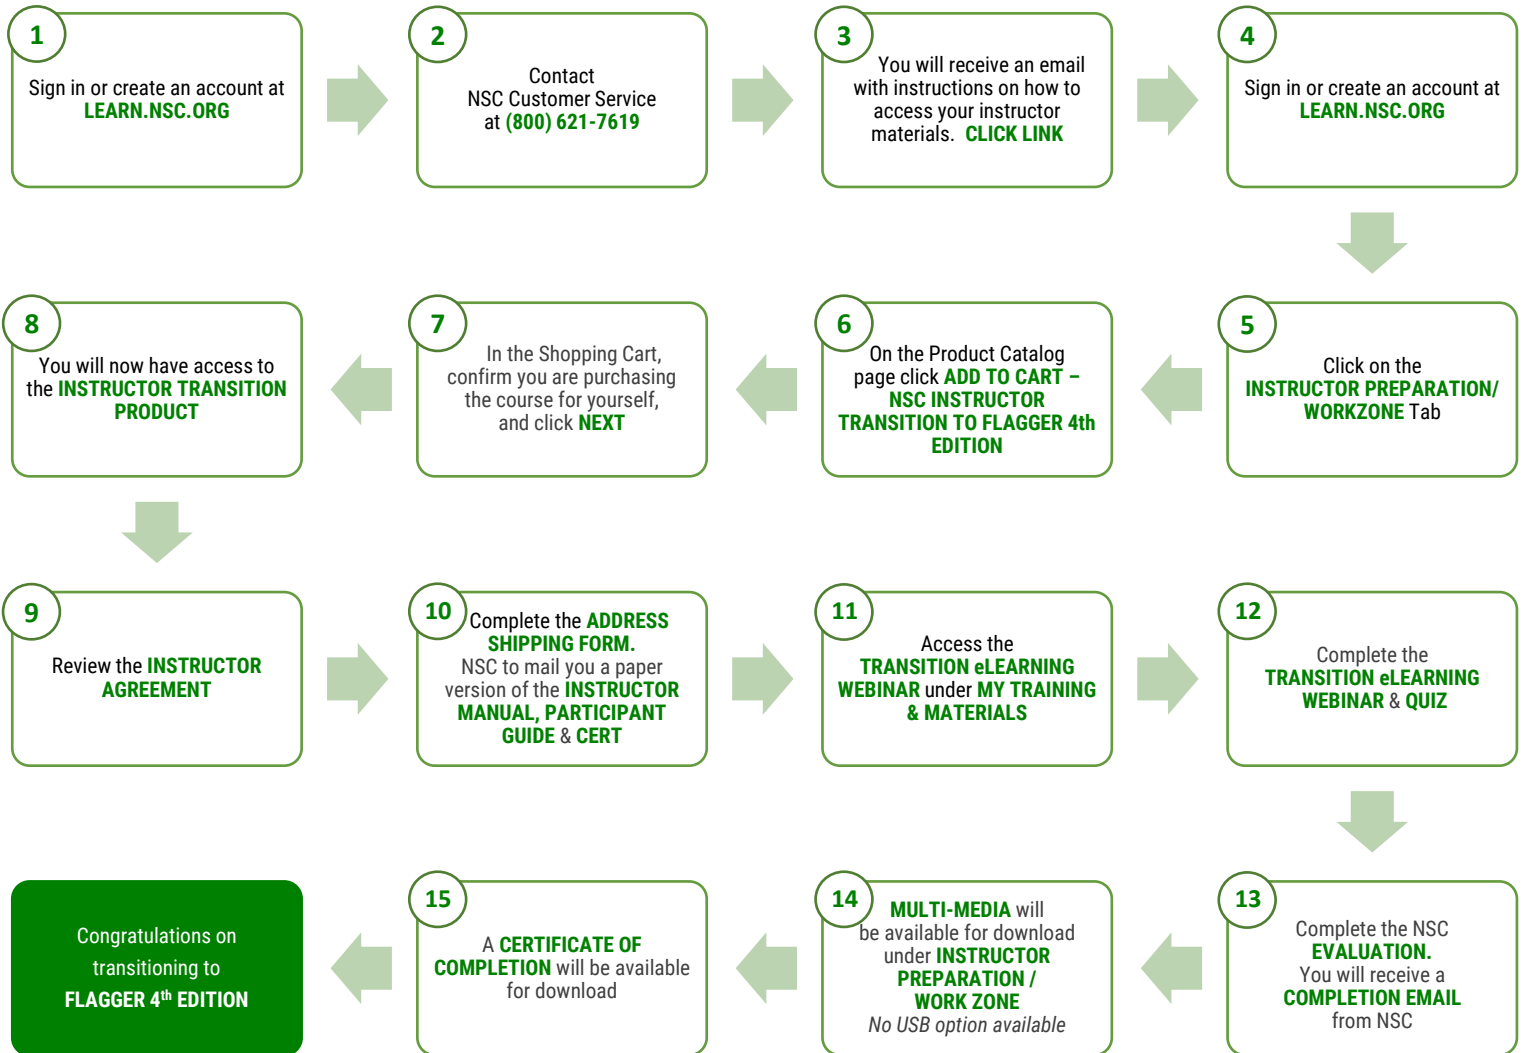 1
Sign in or create an account at
LEARN.NSC.ORG
2
Contact
NSC Customer Service
at (800) 621-7619
3
You will receive an email
with instructions on how to
access your instructor
materials. CLICK LINK
4
Sign in or create an account at
LEARN.NSC.ORG
5
Click on the
INSTRUCTOR PREPARATION/
WORKZONE Tab
6
On the Product Catalog
page click ADD TO CART –
NSC INSTRUCTOR
TRANSITION TO FLAGGER 4th
EDITION
7
In the Shopping Cart,
confirm you are purchasing
the course for yourself,
and click NEXT
8
You will now have access to
the INSTRUCTOR TRANSITION
PRODUCT
9
Review the INSTRUCTOR
AGREEMENT
10
Complete the ADDRESS
SHIPPING FORM.
NSC to mail you a paper
version of the INSTRUCTOR
MANUAL, PARTICIPANT
GUIDE & CERT
11
Access the
TRANSITION eLEARNING
WEBINAR under MY TRAINING
& MATERIALS
12
Complete the
TRANSITION eLEARNING
WEBINAR & QUIZ
13
Complete the NSC
EVALUATION.
You will receive a
COMPLETION EMAIL
from NSC
14
MULTI-MEDIA will
be available for download
under INSTRUCTOR
PREPARATION /
WORK ZONE
No USB option available
15
A CERTIFICATE OF
COMPLETION will be available
for download
Congratulations on
transitioning to
FLAGGER 4th EDITION